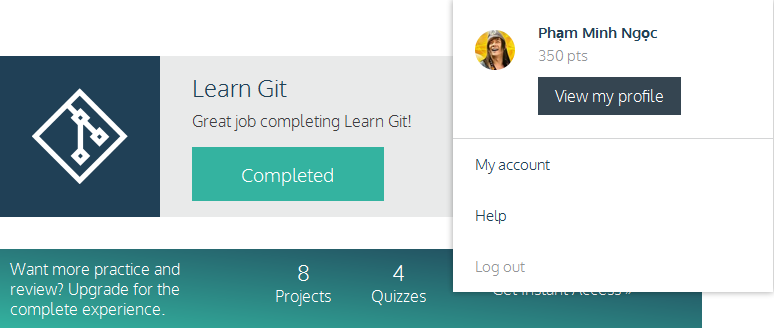 Phạm Minh Ngọc
350 pts
View my profile
My account
Help
Log out
Learn Git
Great job completing Learn Git!
Completed
Want more practice and
review? Upgrade for the
complete experience.
8
Projects
4
Quizzes
Get Instant Access »